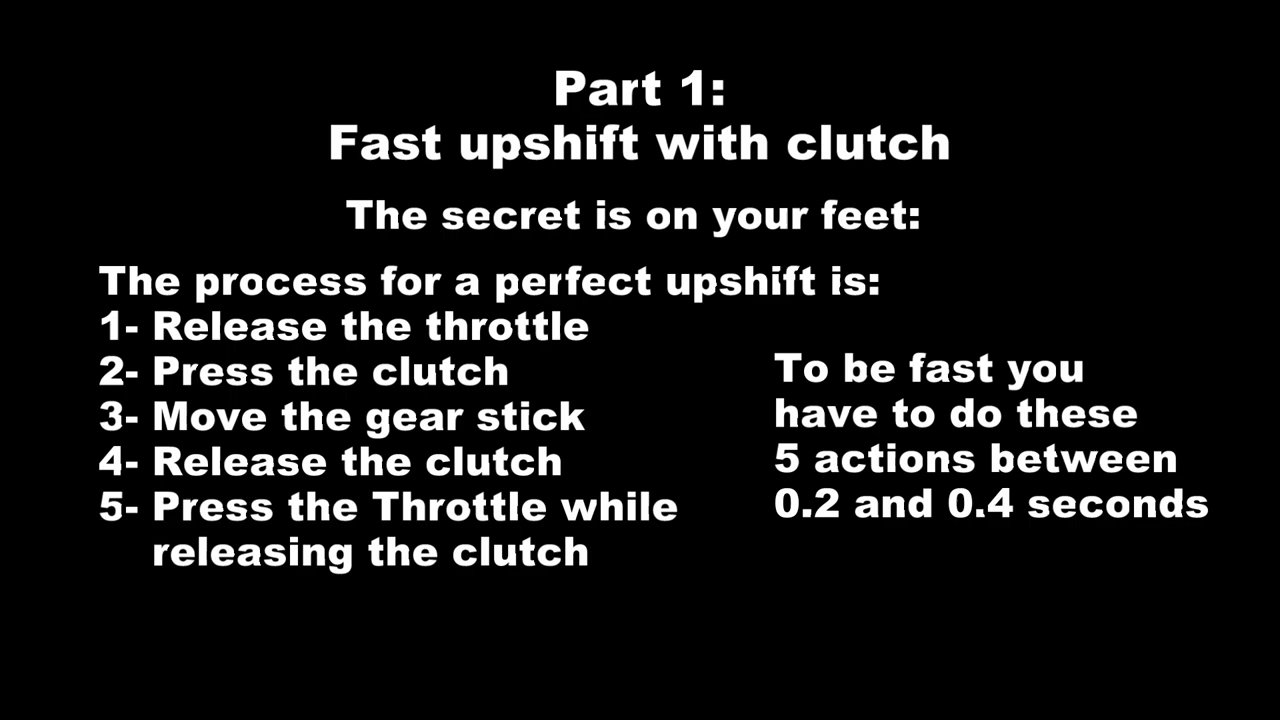 Part 1:
Fast upshift with clutch
The secret is on your feet:
The process for a perfect upshift is:
1- Release the throttle
2- Press the clutch
3- Move the gear stick
4- Release the clutch
5- Press the Throttle while
releasing the clutch
To be fast you
have to do these
5 actions between
0.2 and 0.4 seconds